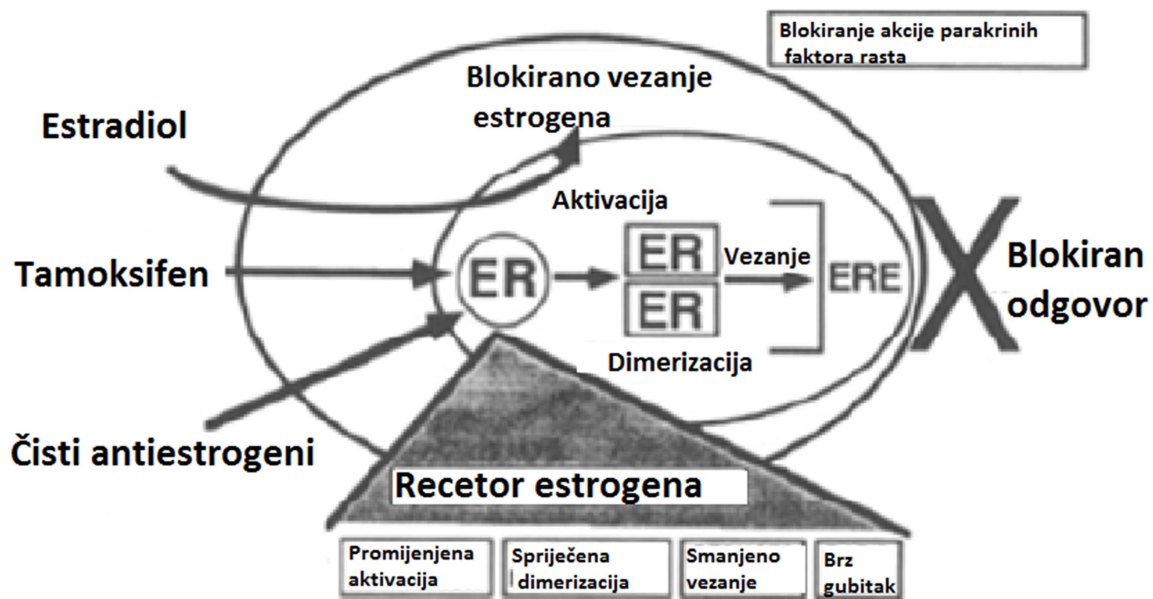 Blokiranje akcije parakrinih
faktora rasta
Blokirano vezanje
estrogena
Estradiol
Aktivacija
Tamoksifen
ER
ER
ER
Vezanje
ERE
Blokiran
odgovor
X
Dimerizacija
Čisti antiestrogeni
Recetor estrogena
Promijenjena
aktivacija
Spriječena
dimerizacija
Smanjeno
vezanje
Brz
gubitak